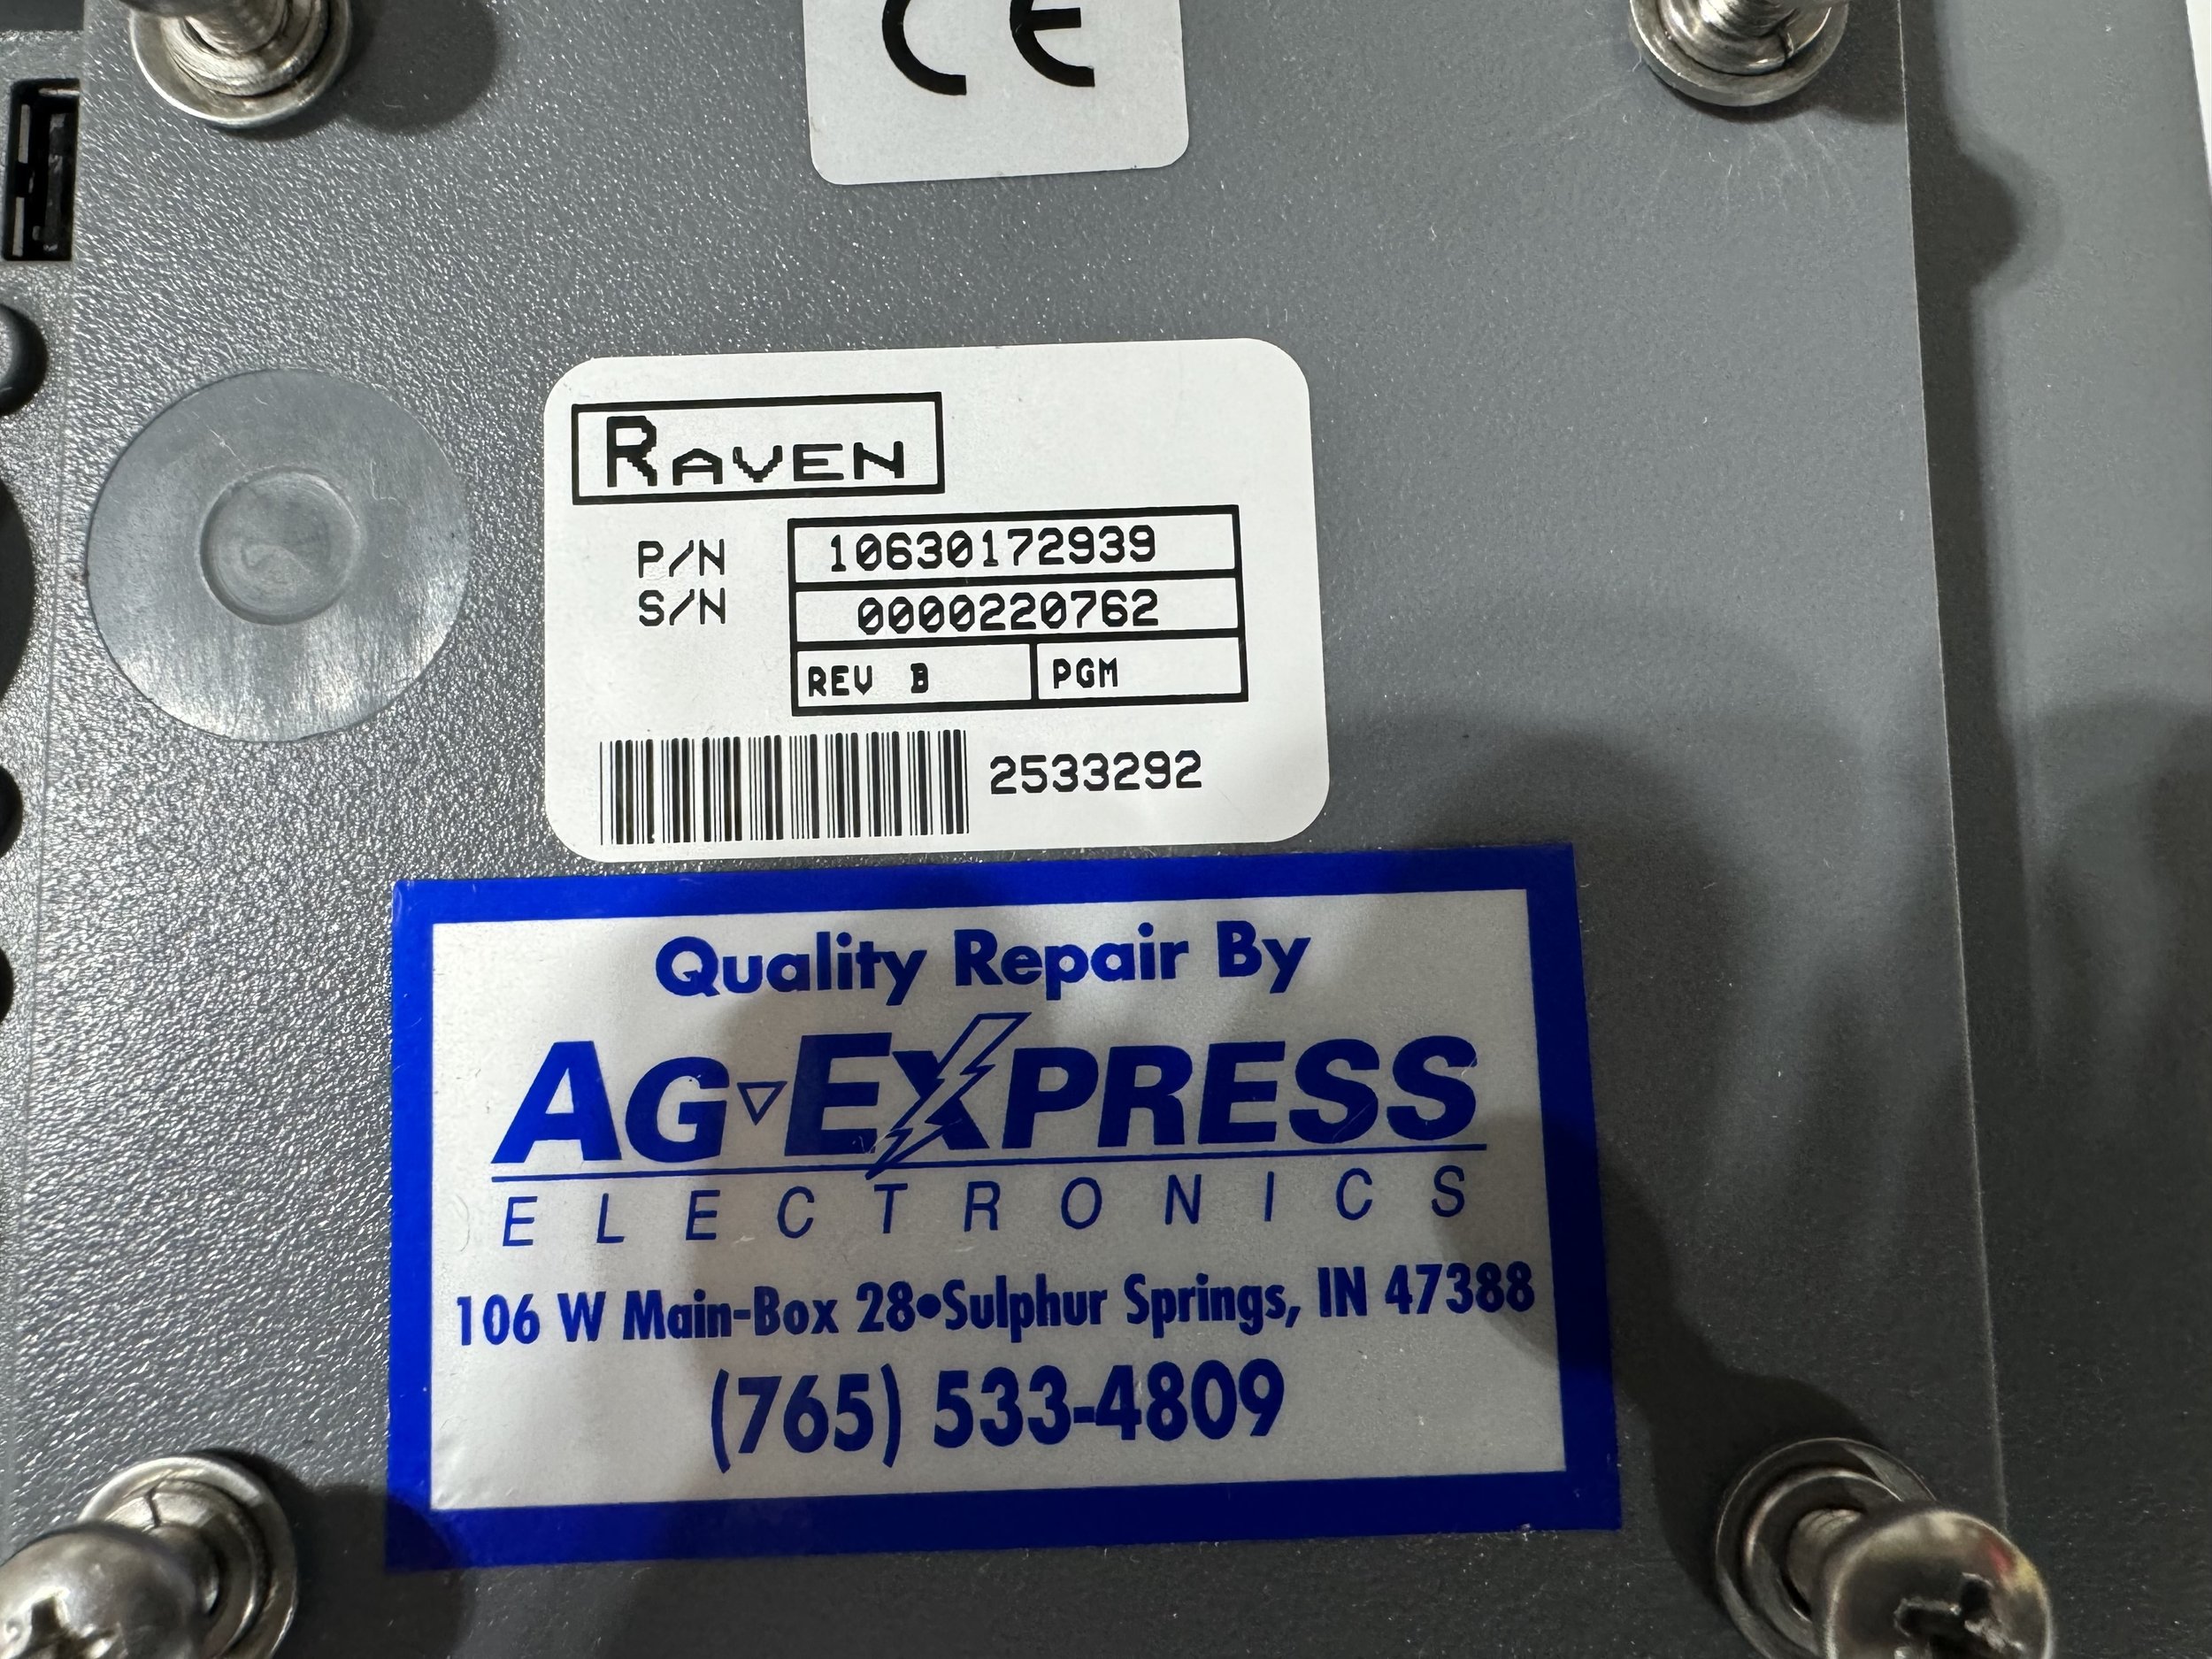 CE
RAVEN
P/N 10630172939
S/N 0000220762
REV B PGM
2533292
Quality Repair By
AG EXPRESS
ELECTRONICS
106 W Main-Box 28•Sulphur Springs, IN 47388
(765) 533-4809